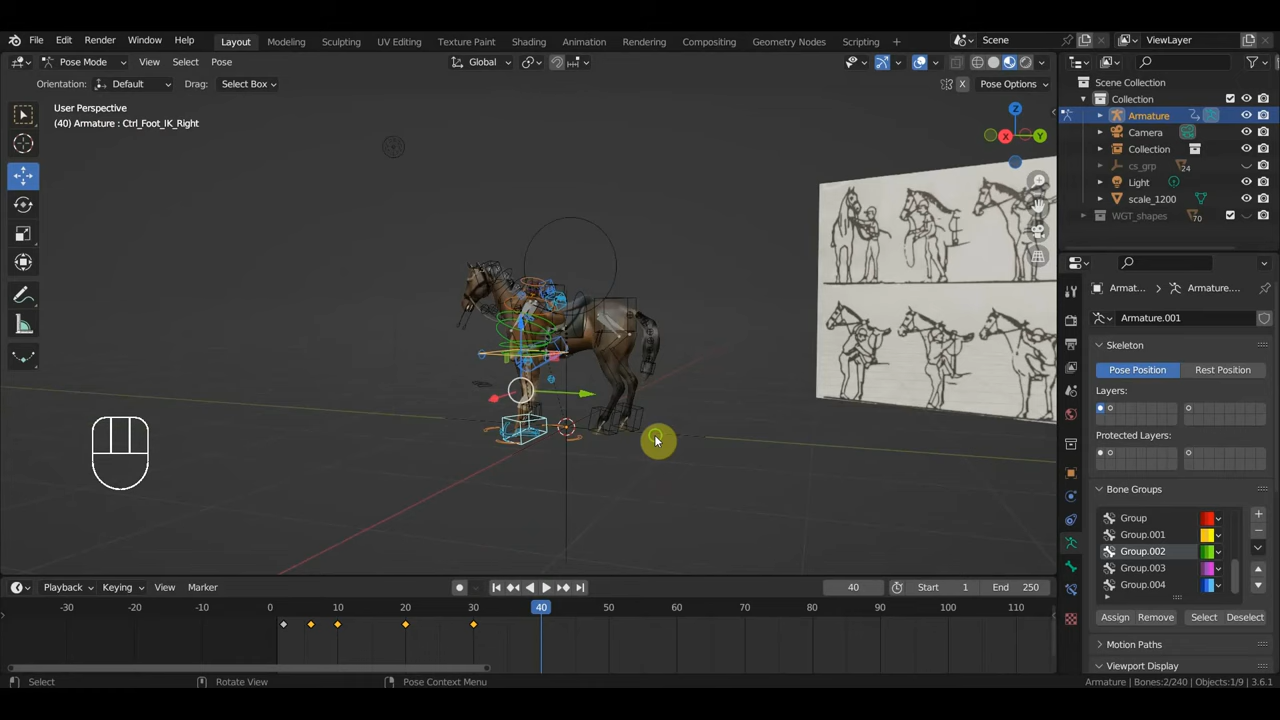 File Edit Render Window Help Layout Modeling Sculpting UV Editing Texture Paint Shading Animation Rendering Compositing Geometry Nodes Scripting + Scene ViewLayer
Pose Mode View Select Pose Global
Orientation: Default Drag: Select Box X Pose Options
User Perspective
(40) Armature : Ctrl_Foot_IK_Right
Z
X
Y
Scene Collection
Collection
Armature
Camera
Collection
cs_grp 24
Light
scale_1200
WGT_shapes 70
Armat... Armature....
Armature.001
Skeleton
Pose Position Rest Position
Layers:
Protected Layers:
Bone Groups
Group
Group.001
Group.002
Group.003
Group.004
Assign Remove Select Deselect
Motion Paths
Viewport Display
Playback Keying View Marker 40 Start 1 End 250
-30 -20 -10 0 10 20 30 40 50 60 70 80 90 100 110
Select Rotate View Pose Context Menu Armature | Bones:2/240 | Objects:1/9 | 3.6.1